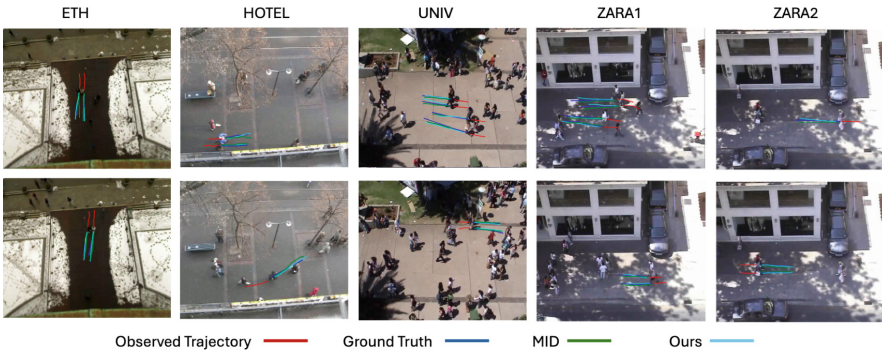 ETH HOTEL UNIV ZARA1 ZARA2
Observed Trajectory Ground Truth MID Ours